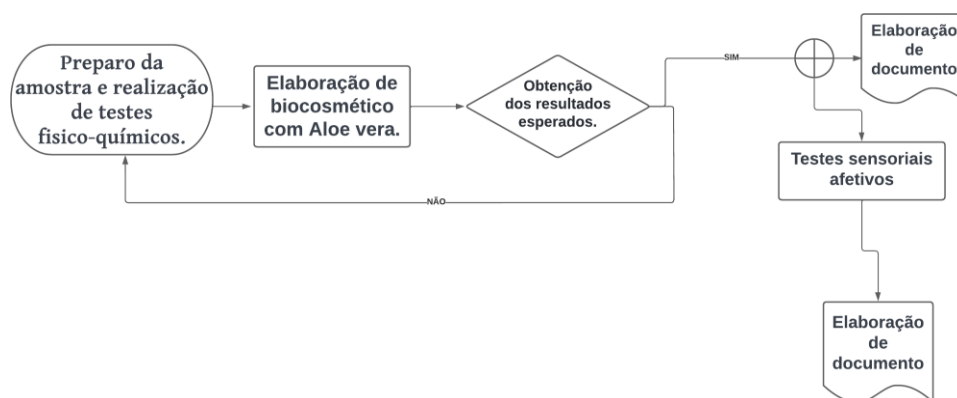 Preparo da
amostra e realização
de testes
fisico-químicos.
Elaboração de
biocosmético
com Aloe vera.
Obtenção
dos resultados
esperados.
SIM
Elaboração
de
documento
Testes sensoriais
afetivos
NÃO
Elaboração
de
documento